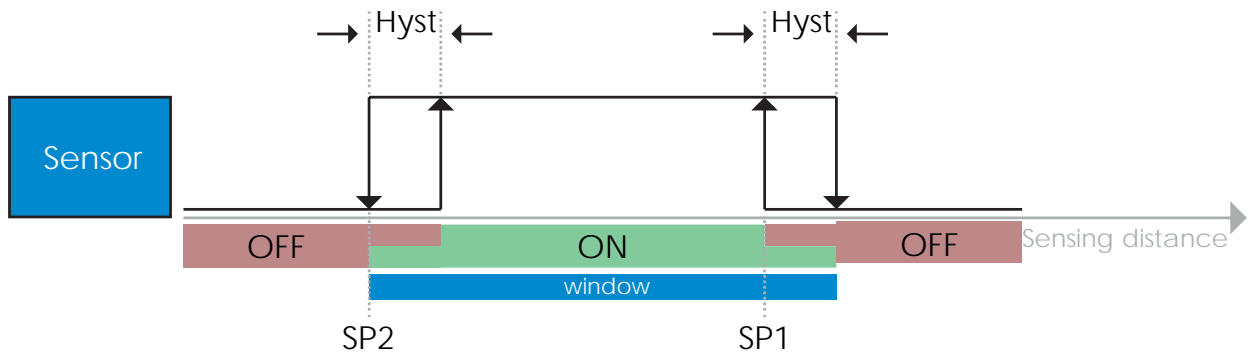 Hyst Hyst
Sensor
OFF ON OFF
Sensing distance
window
SP2 SP1